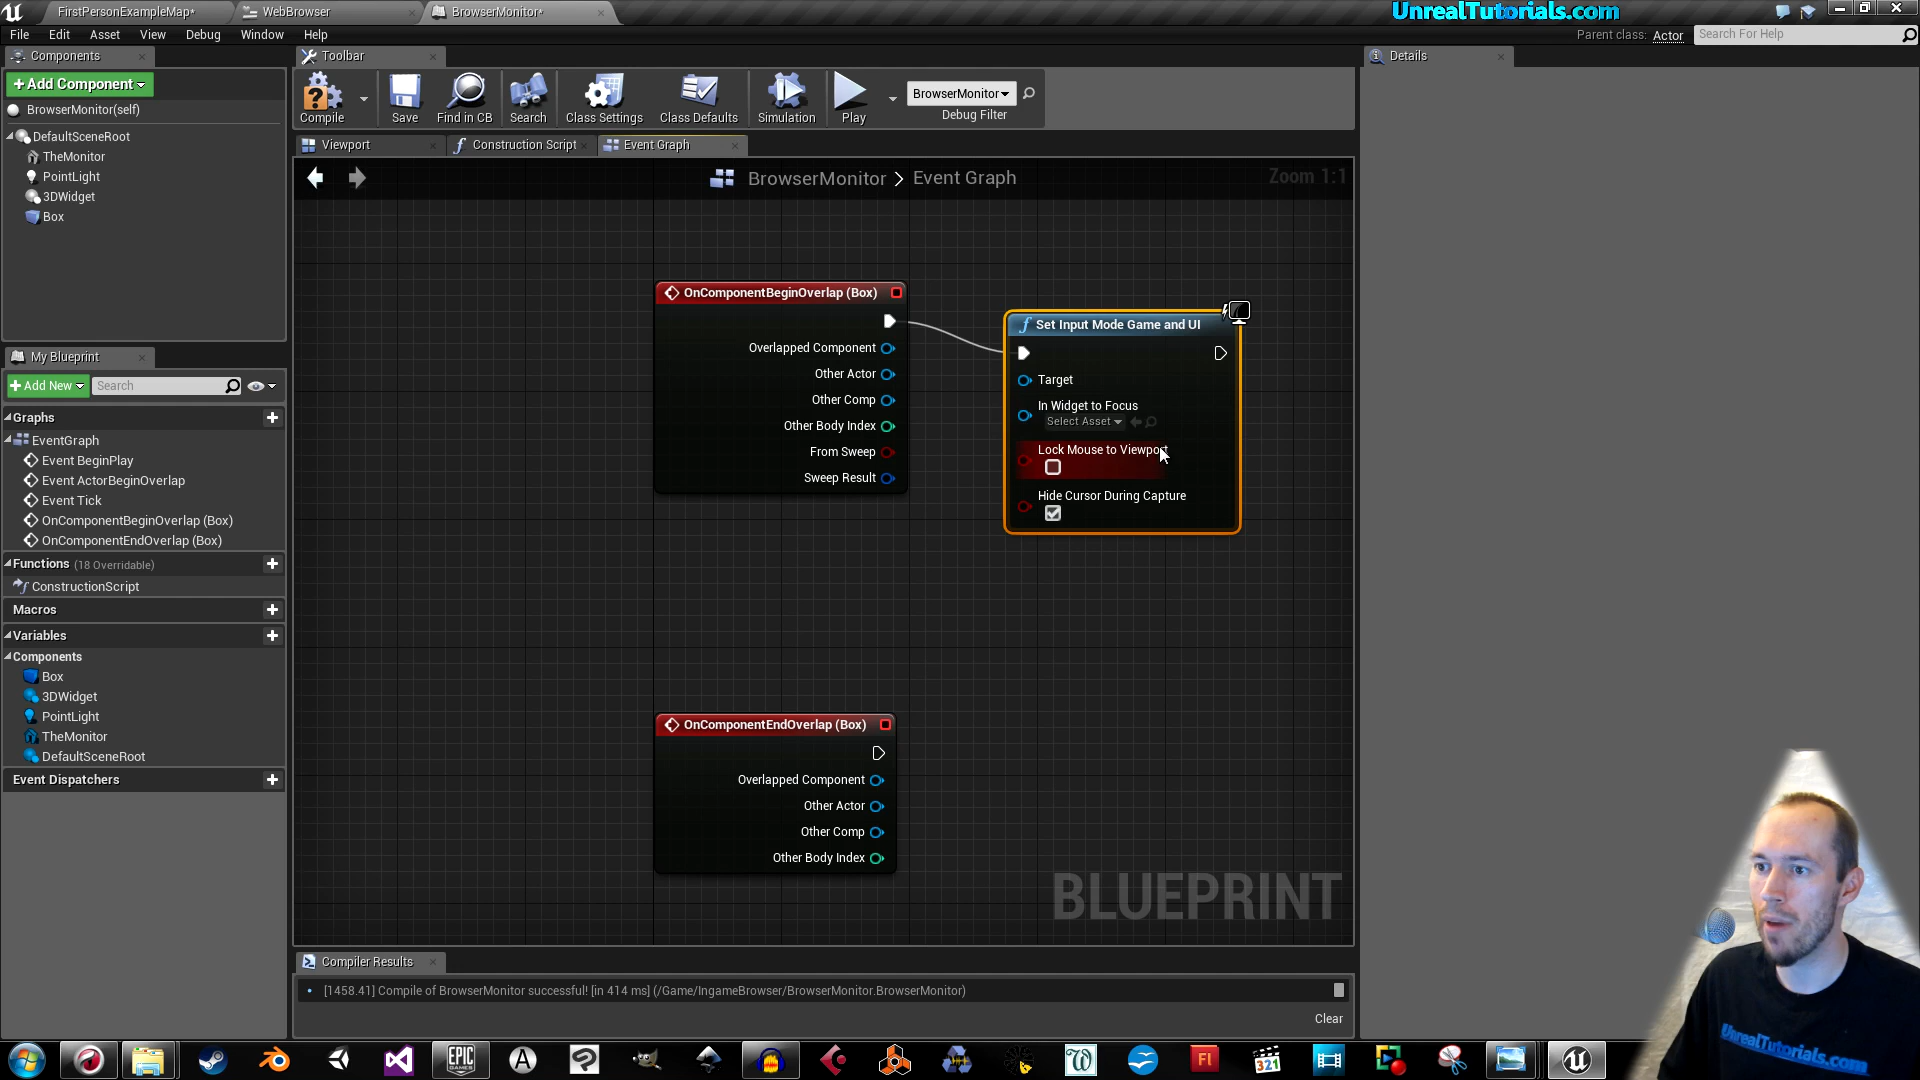 FirstPersonExampleMap*
WebBrowser
BrowserMonitor*
UnrealTutorials.com
File Edit Asset View Debug Window Help
Parent class: Actor
Search For Help
Components
Toolbar
Details
+Add Component
BrowserMonitor(self)
DefaultSceneRoot
TheMonitor
PointLight
3DWidget
Box
Compile
Save
Find in CB
Search
Class Settings
Class Defaults
Simulation
Play
BrowserMonitor
Debug Filter
Viewport
Construction Script
Event Graph
BrowserMonitor > Event Graph
Zoom 1:1
My Blueprint
+Add New
Search
Graphs
EventGraph
Event BeginPlay
Event ActorBeginOverlap
Event Tick
OnComponentBeginOverlap (Box)
OnComponentEndOverlap (Box)
Functions (18 Overridable)
ConstructionScript
Macros
Variables
Components
Box
3DWidget
PointLight
TheMonitor
DefaultSceneRoot
Event Dispatchers
OnComponentBeginOverlap (Box)
Overlapped Component
Other Actor
Other Comp
Other Body Index
From Sweep
Sweep Result
Set Input Mode Game and UI
Target
In Widget to Focus
Select Asset
Lock Mouse to Viewport
Hide Cursor During Capture
OnComponentEndOverlap (Box)
Overlapped Component
Other Actor
Other Comp
Other Body Index
BLUEPRINT
Compiler Results
[1458.41] Compile of BrowserMonitor successful! [in 414 ms] (/Game/IngameBrowser/BrowserMonitor.BrowserMonitor)
Clear
EPIC
GAMES
Fl
321
UnrealTutorials.com